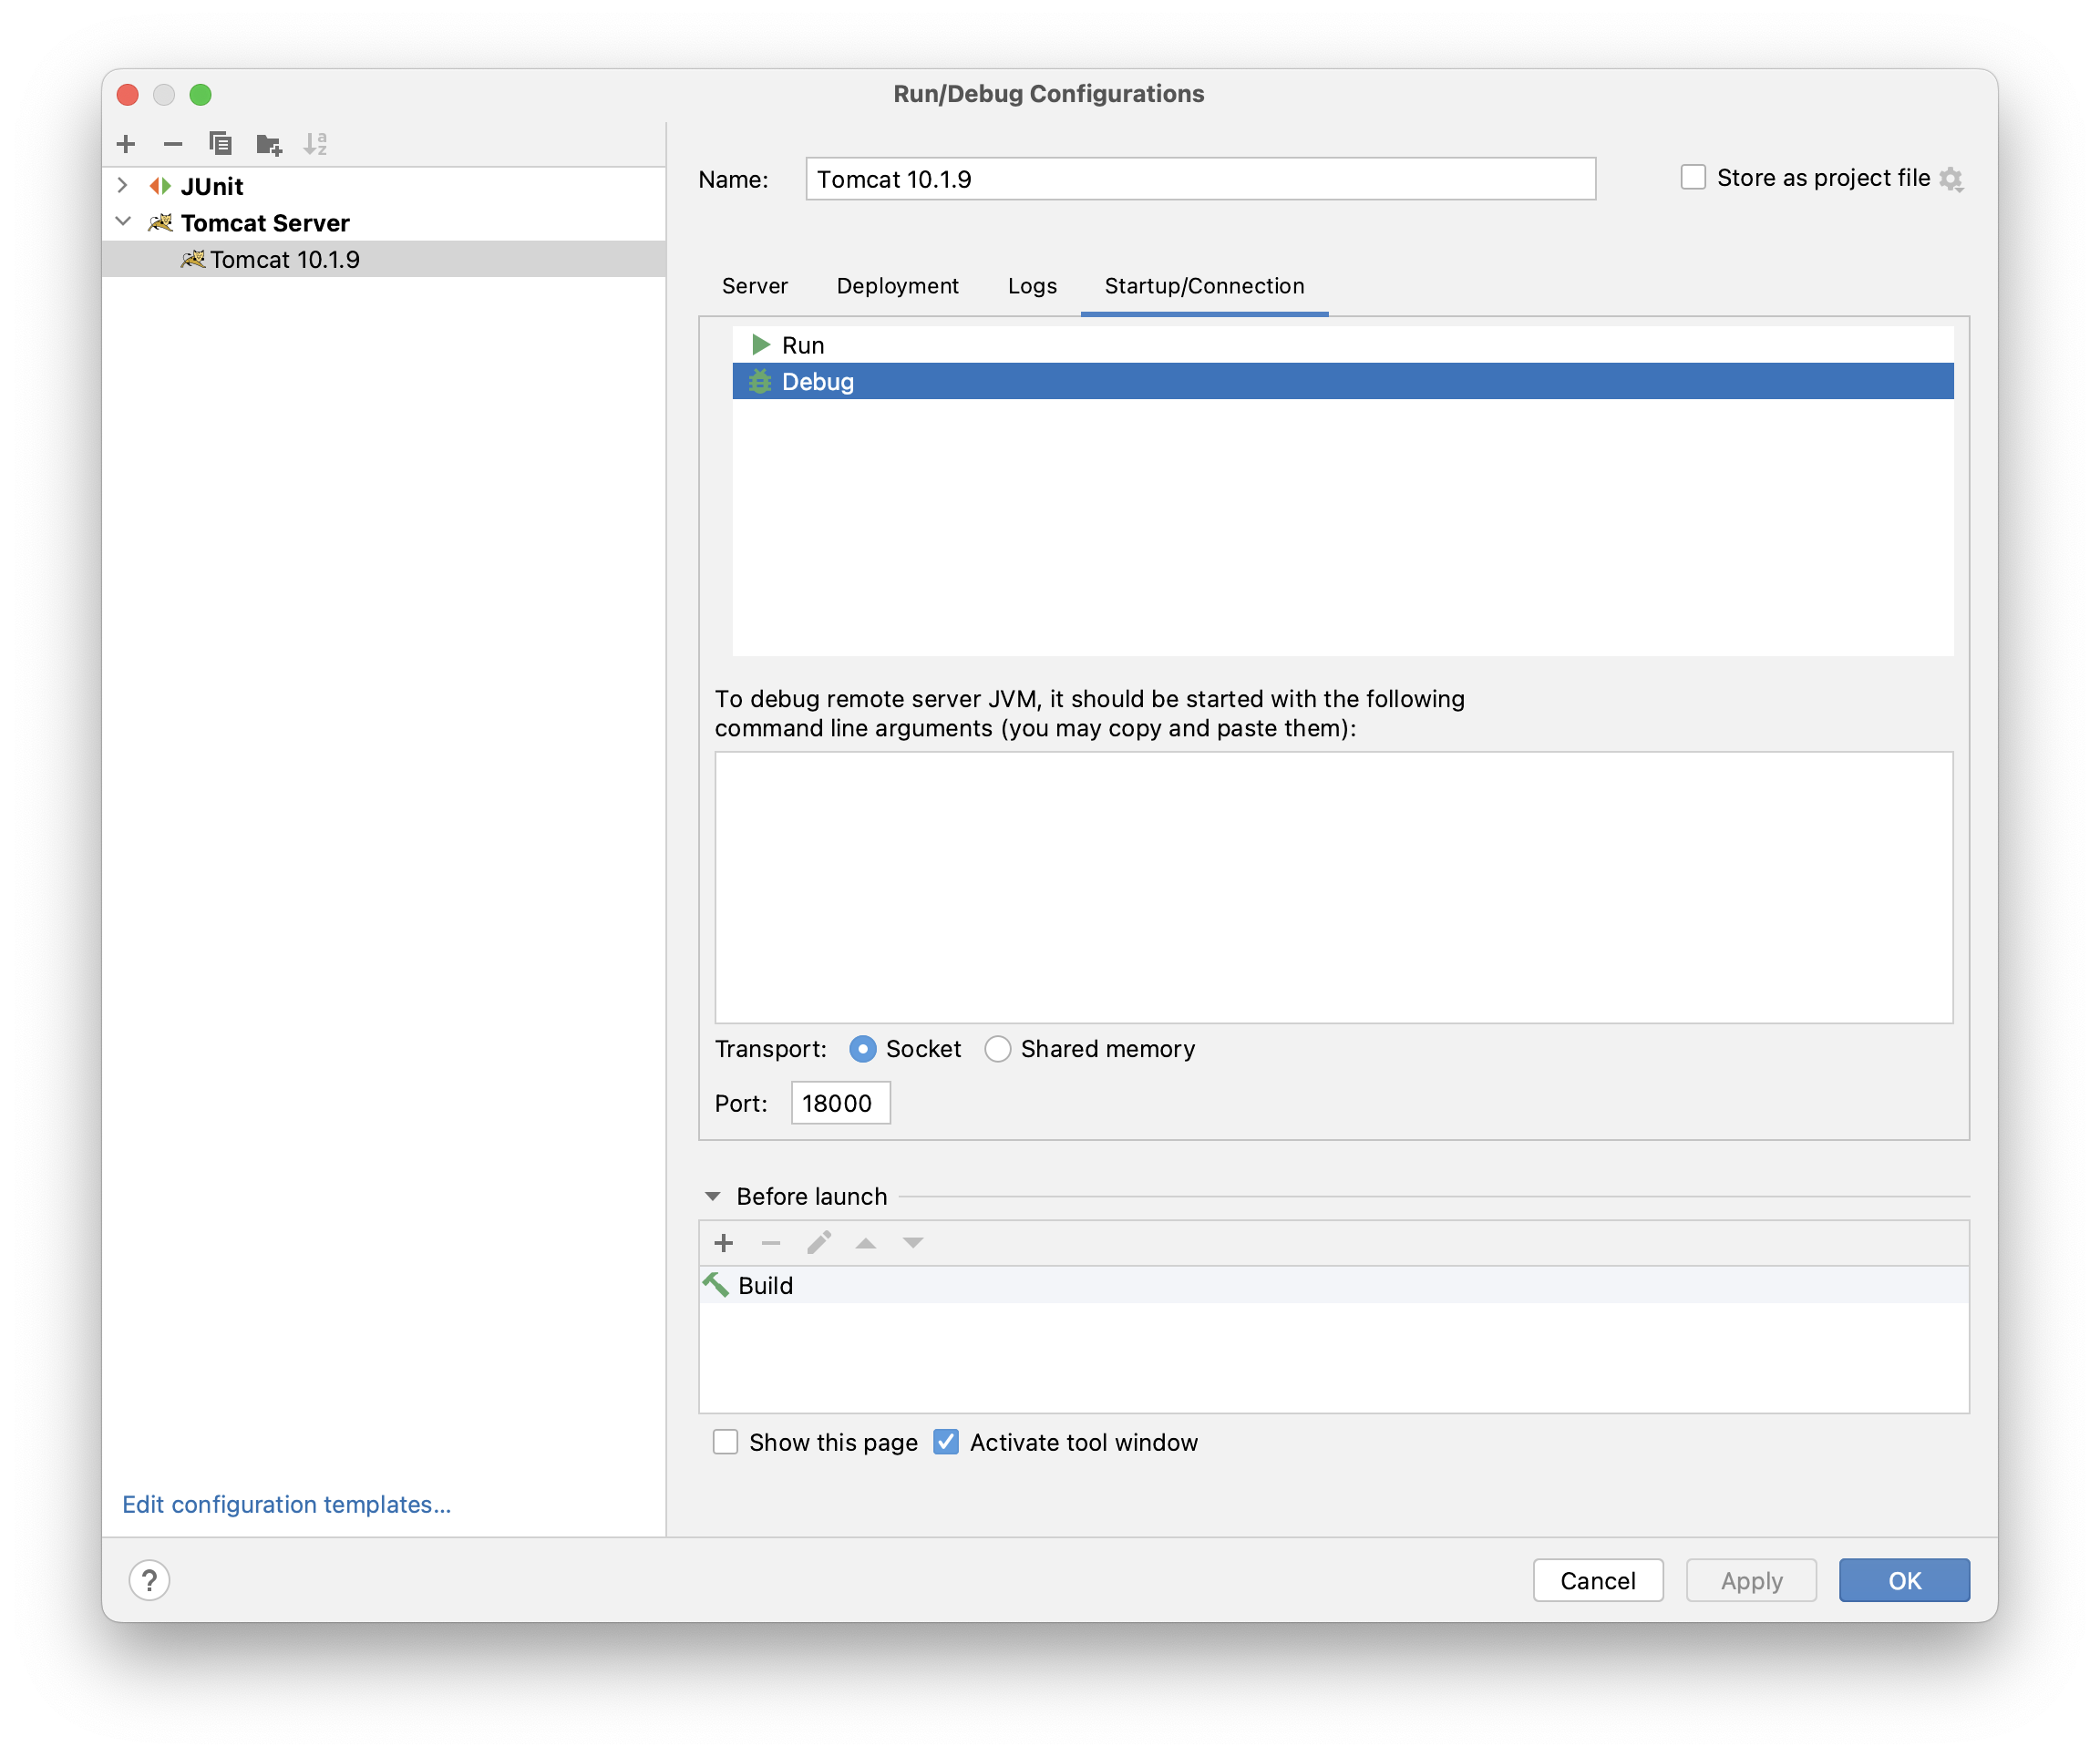 Run/Debug Configurations
JUnit
Tomcat Server
Tomcat 10.1.9
Edit configuration templates...
Name: Tomcat 10.1.9
Store as project file
Server Deployment Logs Startup/Connection
Run
Debug
To debug remote server JVM, it should be started with the following
command line arguments (you may copy and paste them):
Transport: Socket Shared memory
Port: 18000
Before launch
Build
Show this page Activate tool window
? Cancel Apply OK